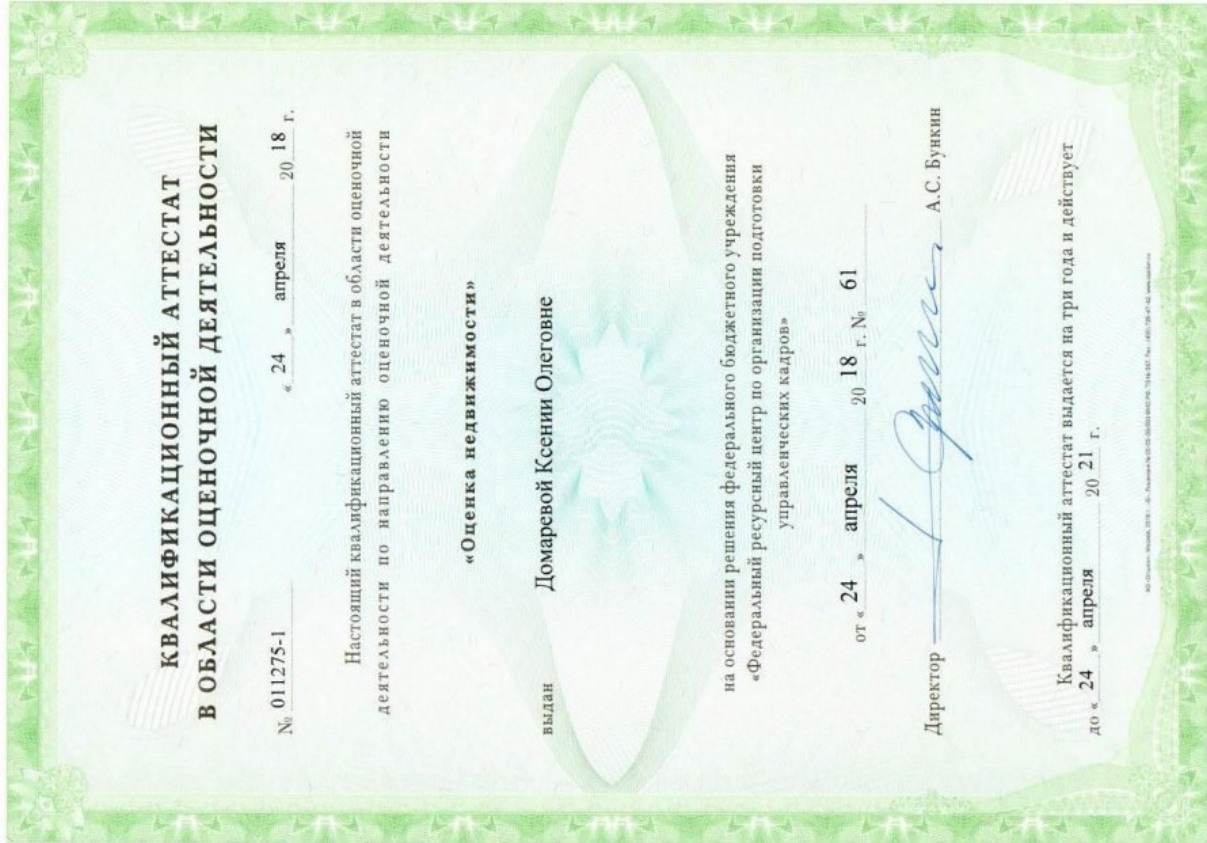 КВАЛИФИКАЦИОННЫЙ АТТЕСТАТ
В ОБЛАСТИ ОЦЕНОЧНОЙ ДЕЯТЕЛЬНОСТИ
№ 011275-1 « 24 » апреля 20 18 г.
Настоящий квалификационный аттестат в области оценочной
деятельности по направлению оценочной деятельности
«Оценка недвижимости»
выдан Домаревой Ксении Олеговне
на основании решения федерального бюджетного учреждения
«Федеральный ресурсный центр по организации подготовки
управленческих кадров»
от « 24 » апреля 20 18 г. № 61
Директор А.С. Бункин
Квалификационный аттестат выдается на три года и действует
до « 24 » апреля 20 21 г.